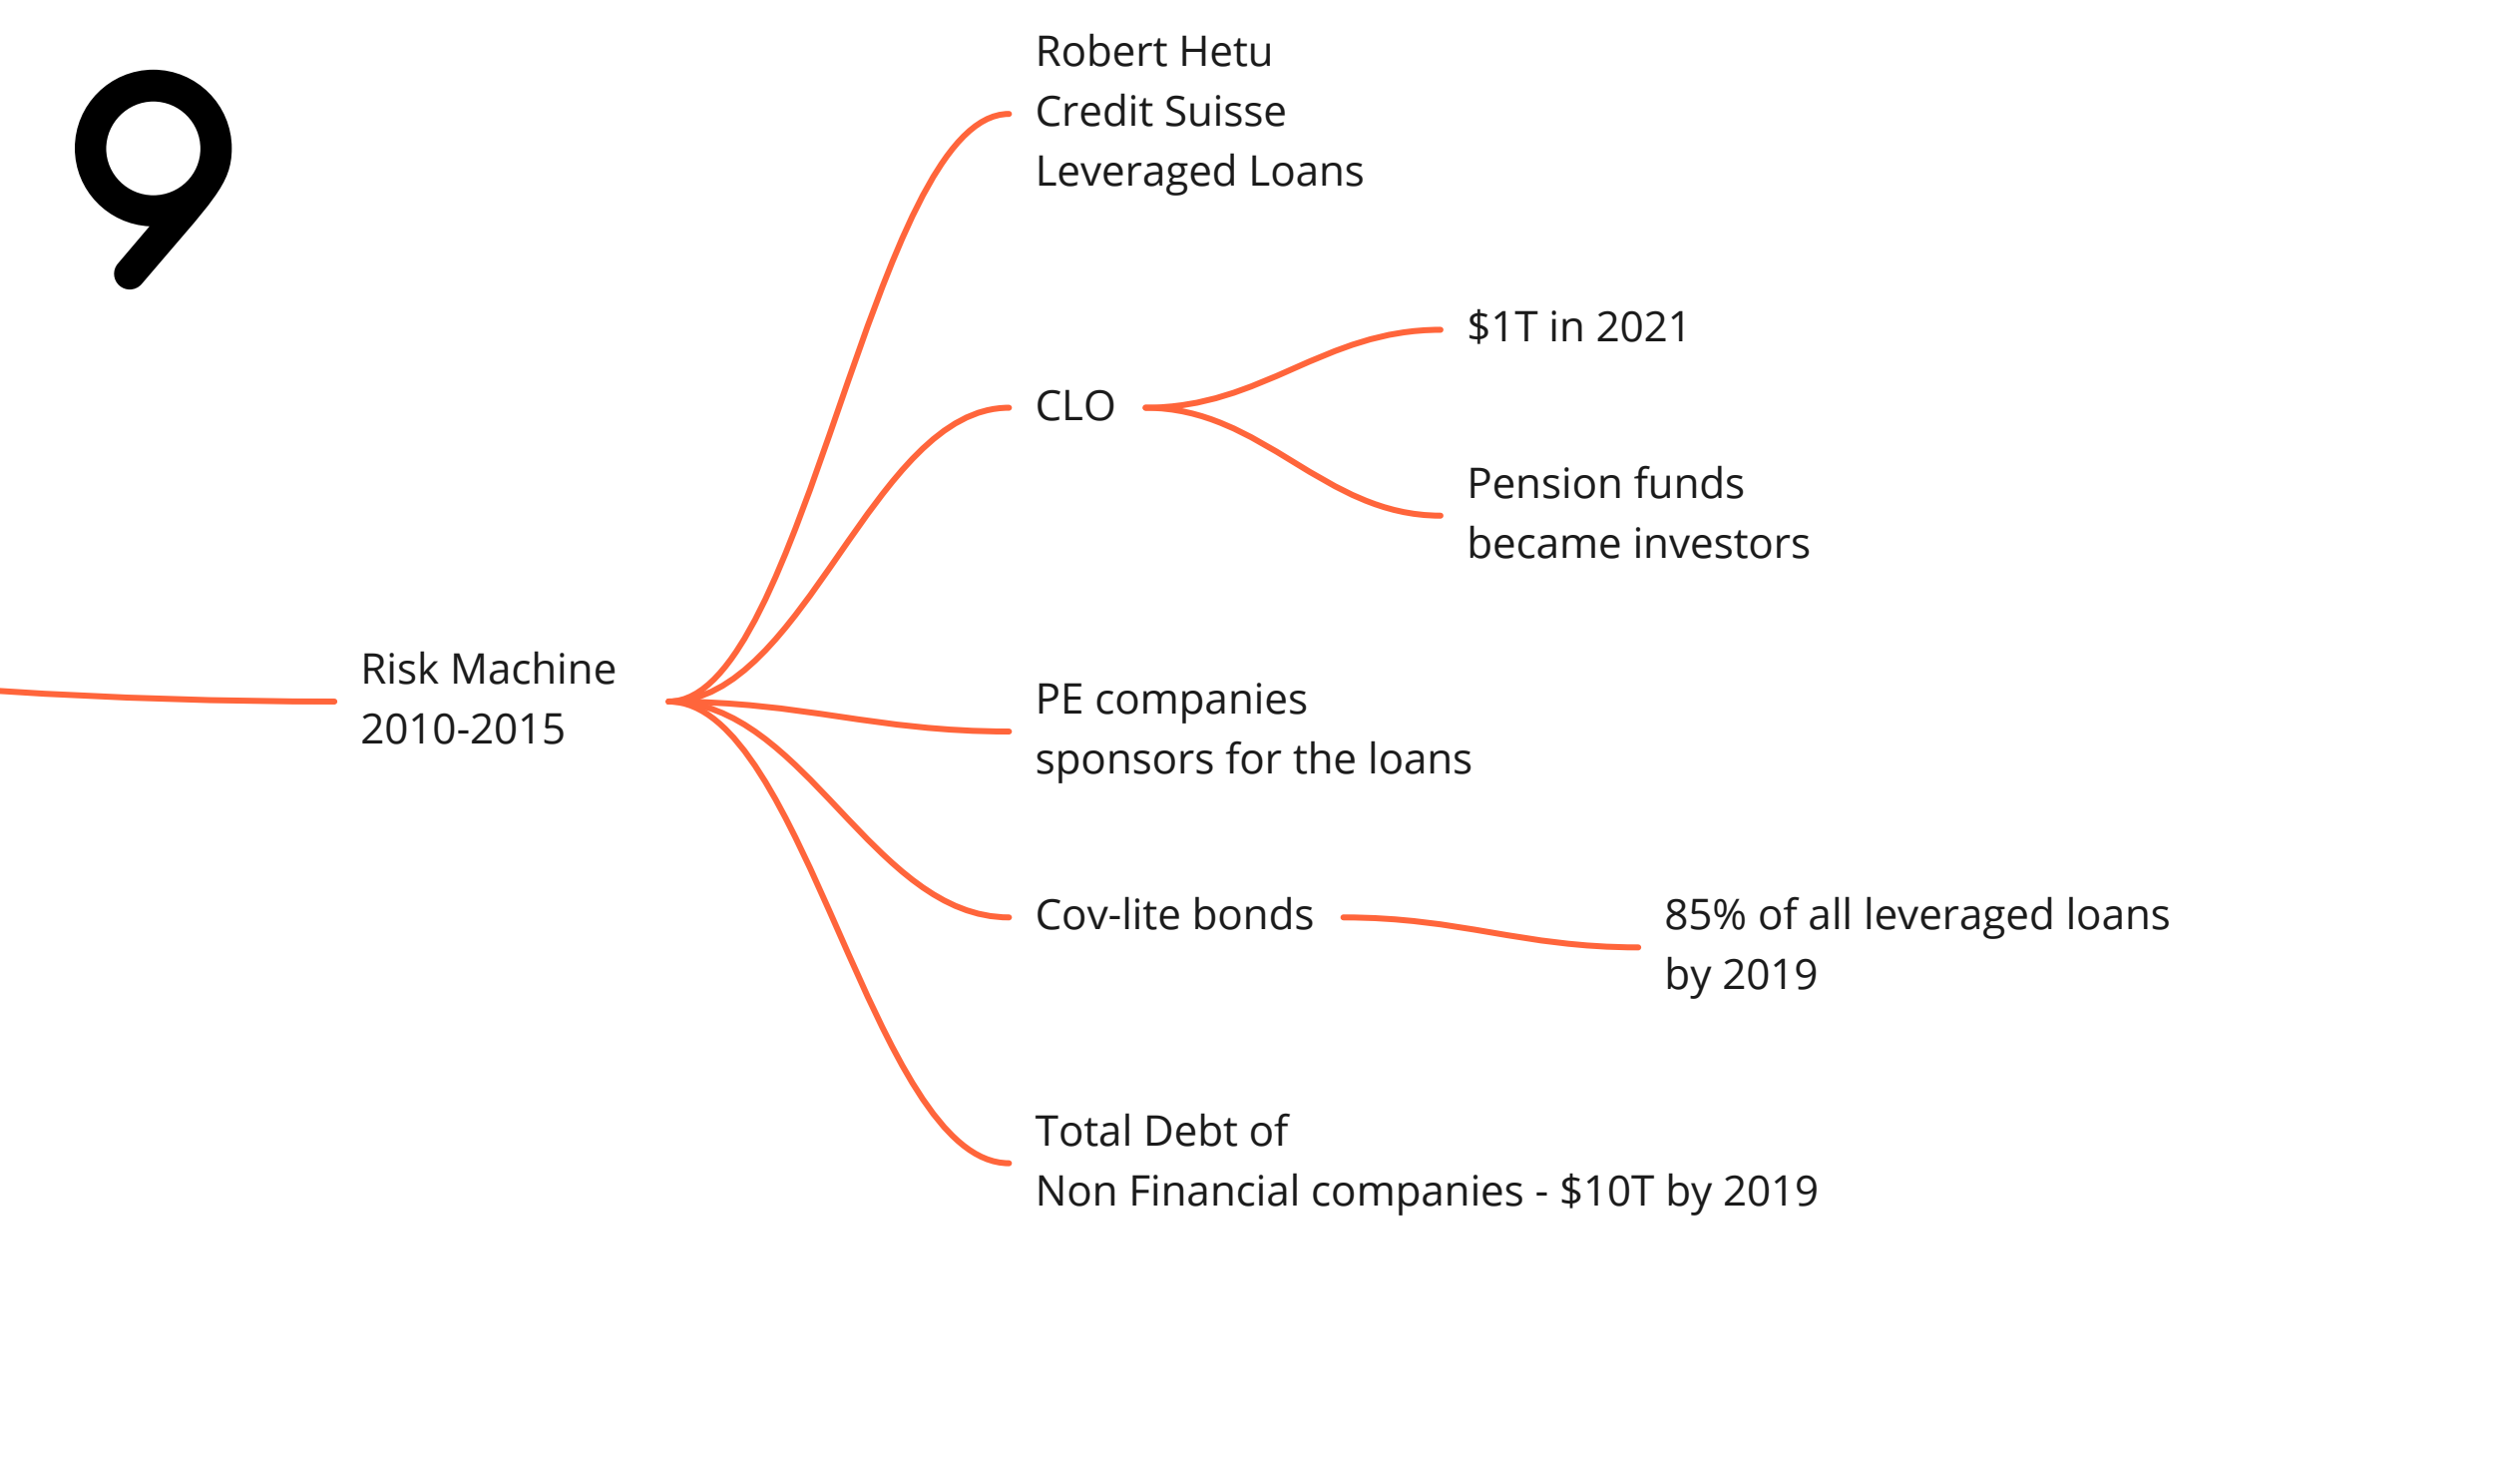 9
Robert Hetu
Credit Suisse
Leveraged Loans
$1T in 2021
CLO
Pension funds
became investors
Risk Machine
2010-2015
PE companies
sponsors for the loans
Cov-lite bonds
85% of all leveraged loans
by 2019
Total Debt of
Non Financial companies - $10T by 2019